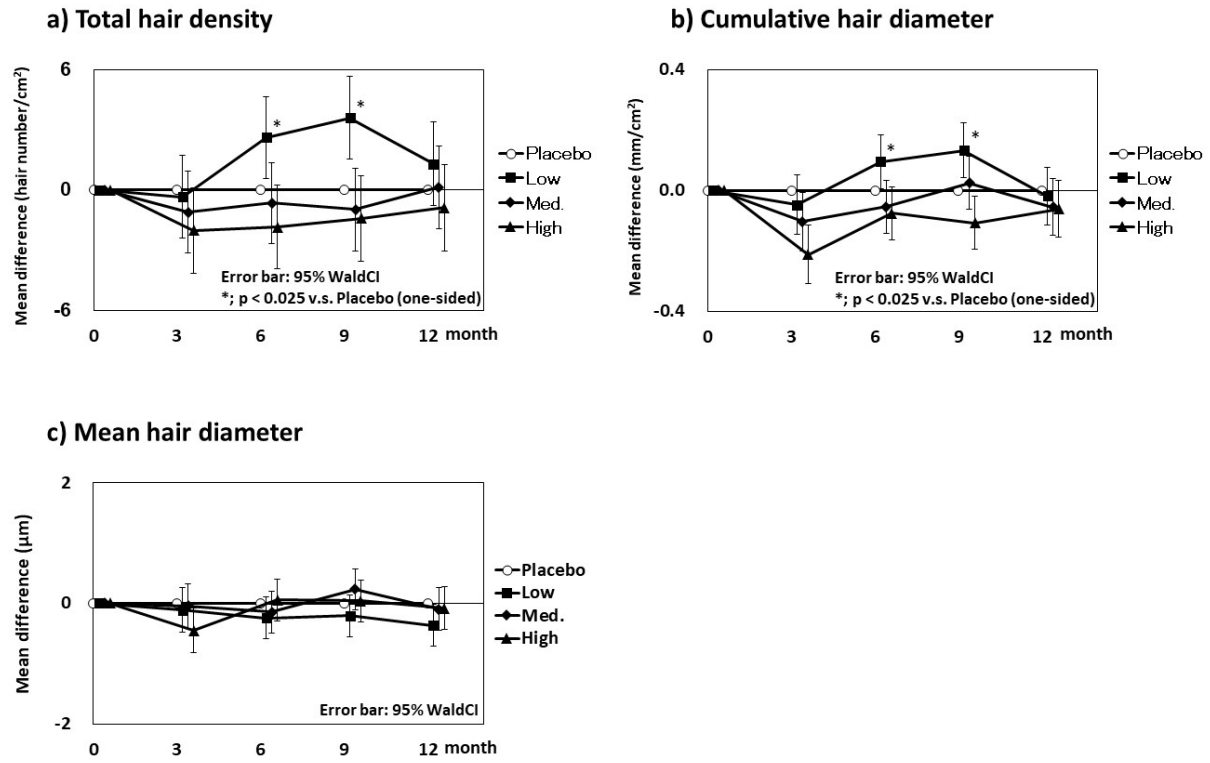 a) Total hair density
Mean difference (hair number/cm²)
6
0
-6
*
*
Error bar: 95% WaldCI
*; p < 0.025 v.s. Placebo (one-sided)
0 3 6 9 12 month
Placebo
Low
Med.
High
b) Cumulative hair diameter
Mean difference (mm/cm²)
0.4
0.0
-0.4
*
*
Error bar: 95% WaldCI
*; p < 0.025 v.s. Placebo (one-sided)
0 3 6 9 12 month
Placebo
Low
Med.
High
c) Mean hair diameter
Mean difference (µm)
2
0
-2
Error bar: 95% WaldCI
0 3 6 9 12 month
Placebo
Low
Med.
High